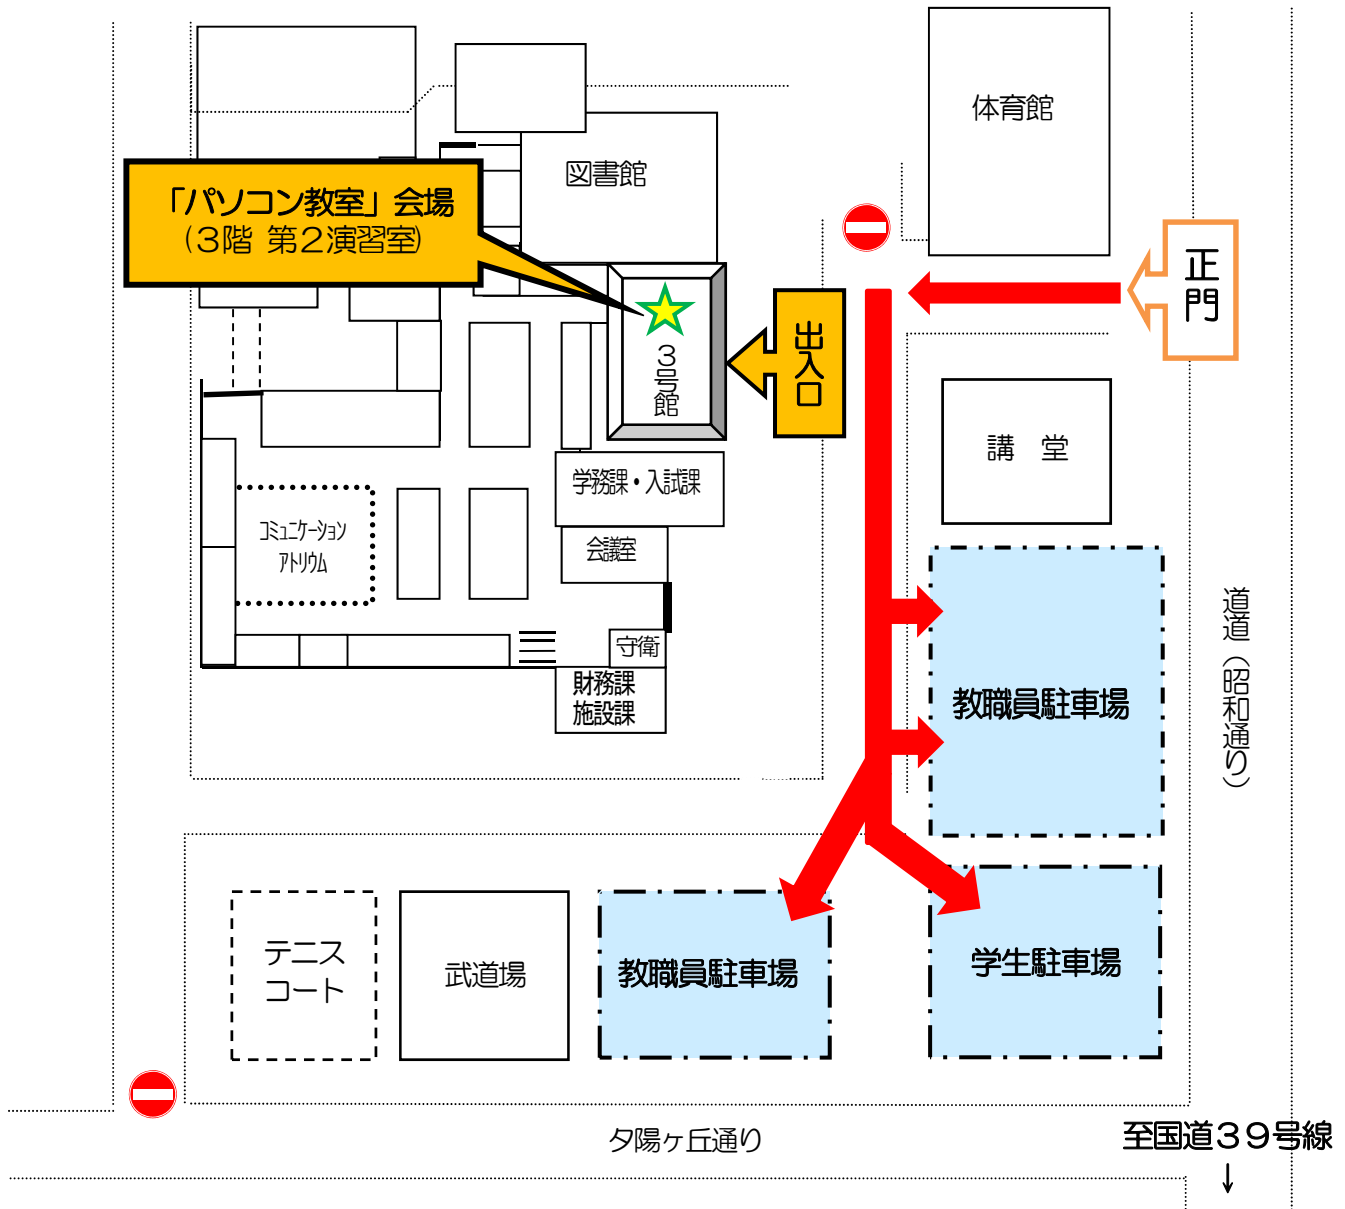 体育館
図書館
「パソコン教室」会場
(３階 第２演習室)
正門
出入口
３号館
講　堂
学務課・入試課
コミュニケーション
アトリウム
会議室
守衛
財務課
施設課
道道（昭和通り）
教職員駐車場
テニス
コート
武道場
教職員駐車場
学生駐車場
夕陽ヶ丘通り
至国道３９号線
↓